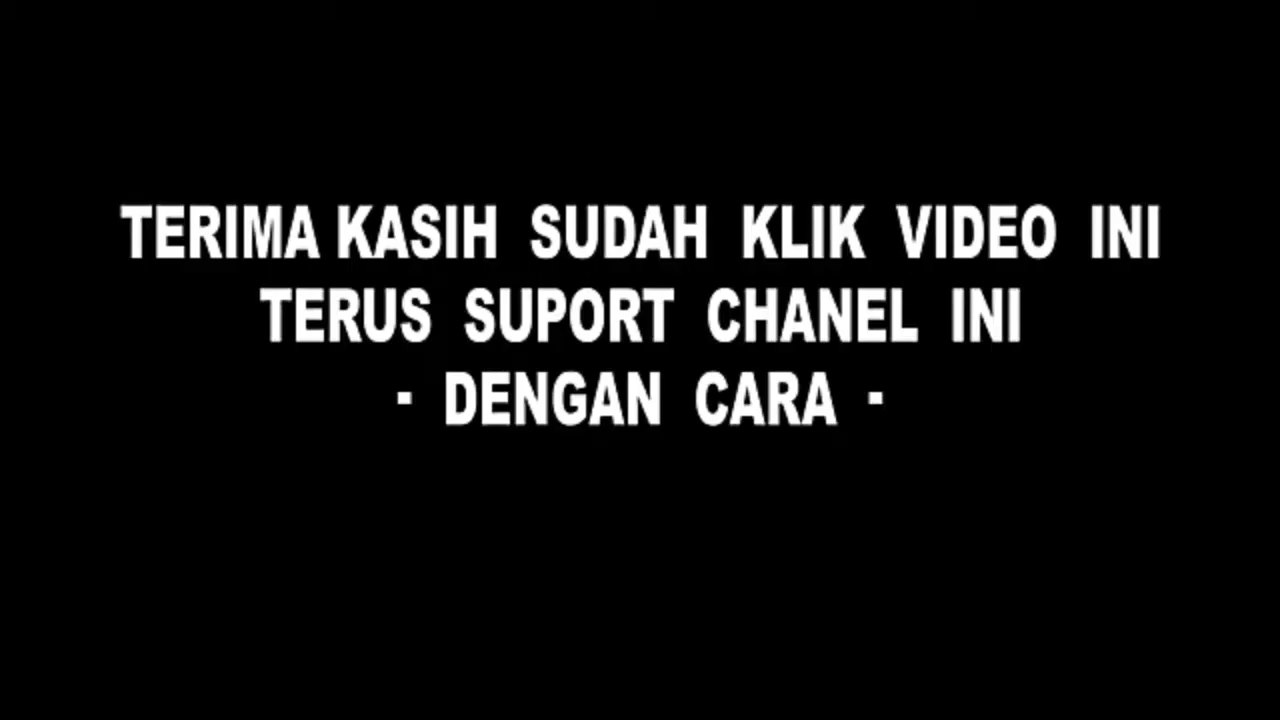 TERIMA KASIH SUDAH KLIK VIDEO INI
TERUS SUPORT CHANEL INI
- DENGAN CARA -